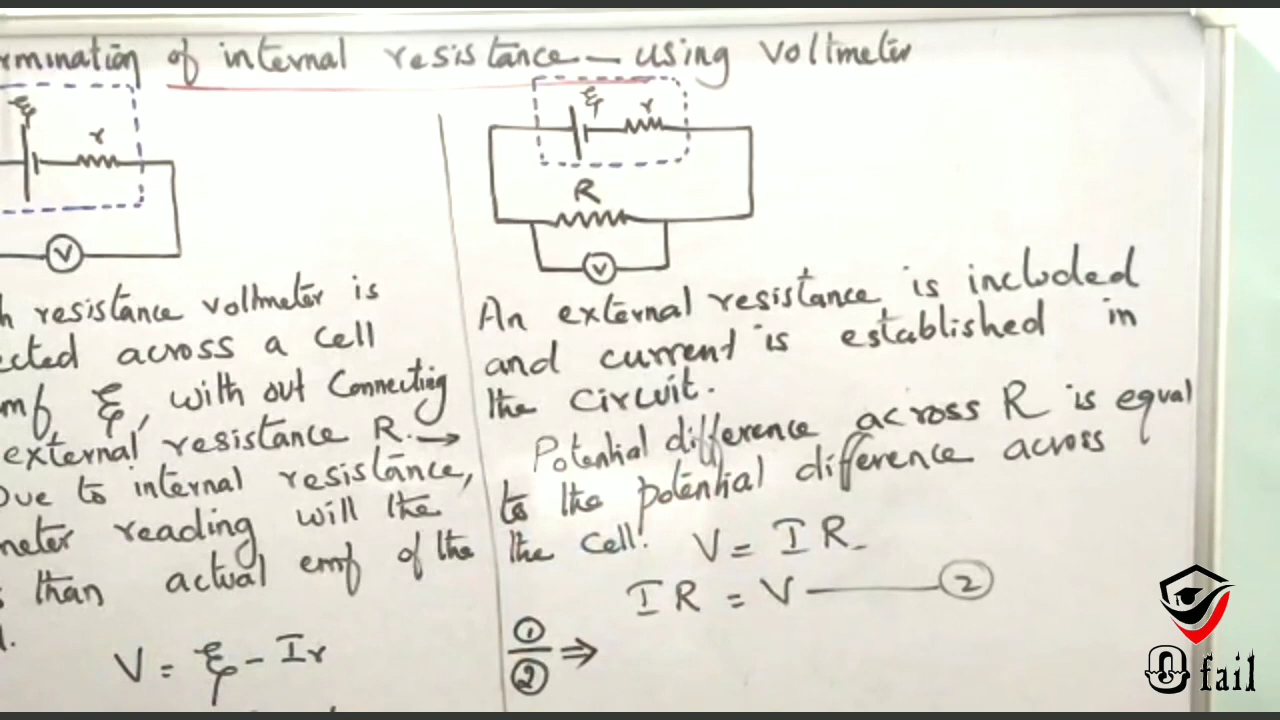 rmination of internal resistance - using voltmeter
ξ
r
V
h resistance voltmeter is
ected across a cell
mf ξ, with out Connecting
external resistance R. →
Due to internal resistance,
meter reading will the
s than actual emf of the
l.
V = ξ - Ir
ξ
r
R
V
An external resistance is included
and current is established in
the circuit.
Potential difference across R is equal
to the potential difference across
the cell. V = IR
IR = V ——— ②
①/② ⇒
0 fail